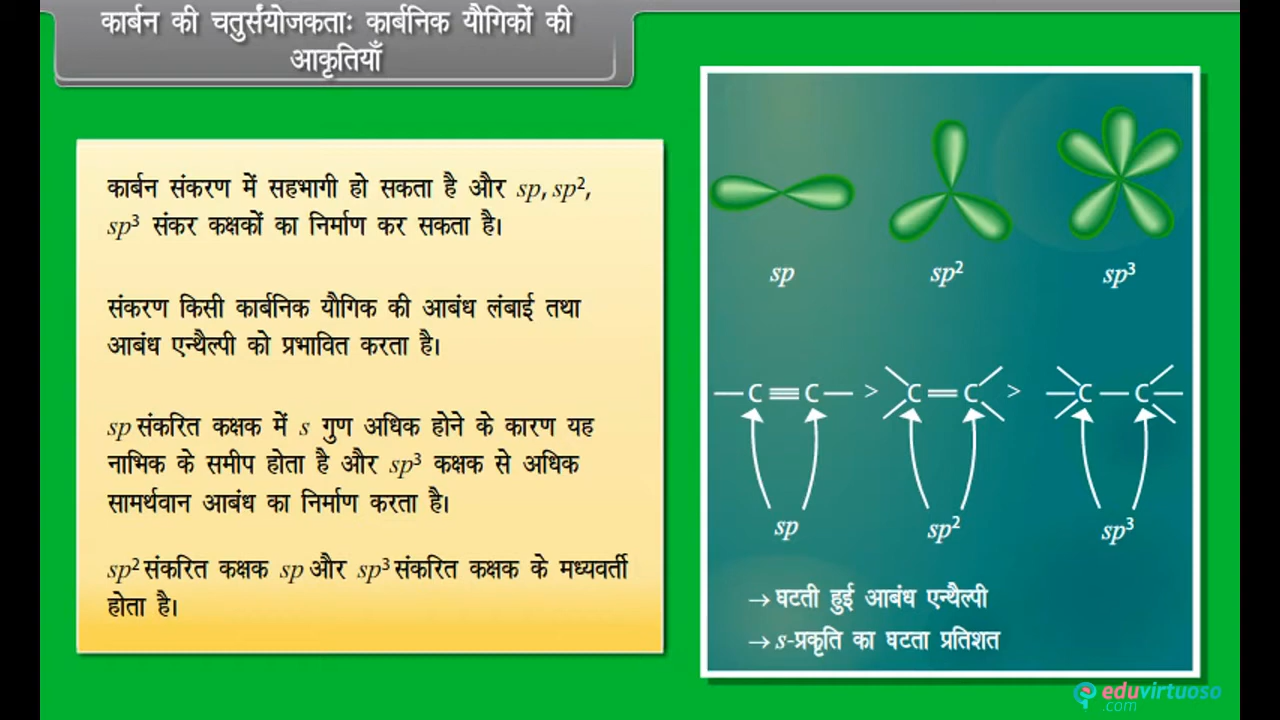 कार्बन की चतुर्संयोजकताः कार्बनिक यौगिकों की
आकृतियाँ
कार्बन संकरण में सहभागी हो सकता है और sp, sp²,
sp³ संकर कक्षकों का निर्माण कर सकता है।
संकरण किसी कार्बनिक यौगिक की आबंध लंबाई तथा
आबंध एन्थैल्पी को प्रभावित करता है।
sp संकरित कक्षक में s गुण अधिक होने के कारण यह
नाभिक के समीप होता है और sp³ कक्षक से अधिक
सामर्थवान आबंध का निर्माण करता है।
sp² संकरित कक्षक sp और sp³ संकरित कक्षक के मध्यवर्ती
होता है।
sp sp² sp³
C≡C > C=C > C—C
sp sp² sp³
→ घटती हुई आबंध एन्थैल्पी
→ s-प्रकृति का घटता प्रतिशत
eduvirtuoso
.com